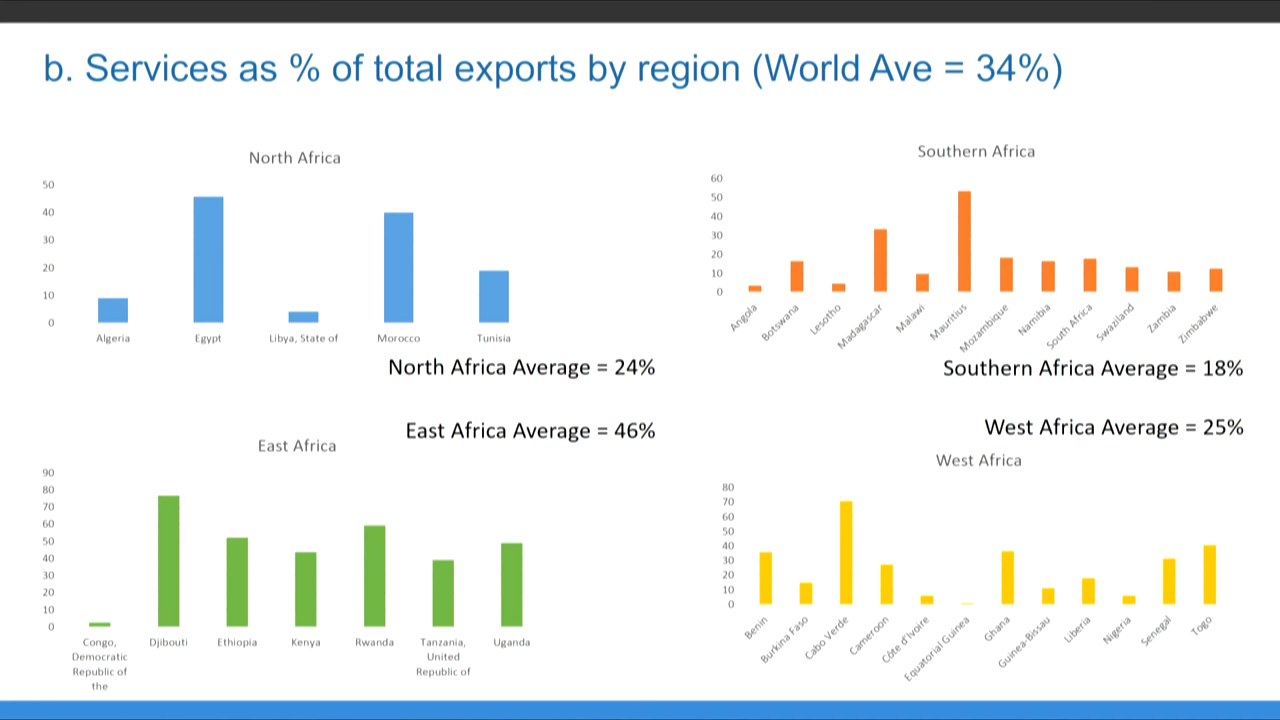 b. Services as % of total exports by region (World Ave = 34%)
North Africa
50
40
30
20
10
0
Algeria
Egypt
Libya, State of
Morocco
Tunisia
North Africa Average = 24%
Southern Africa
60
50
40
30
20
10
0
Angola
Botswana
Lesotho
Madagascar
Malawi
Mauritius
Mozambique
Namibia
South Africa
Swaziland
Zambia
Zimbabwe
Southern Africa Average = 18%
East Africa Average = 46%
East Africa
90
80
70
60
50
40
30
20
10
0
Congo,
Democratic
Republic of
the
Djibouti
Ethiopia
Kenya
Rwanda
Tanzania,
United
Republic of
Uganda
West Africa Average = 25%
West Africa
80
70
60
50
40
30
20
10
0
Benin
Burkina Faso
Cabo Verde
Cameroon
Côte d'Ivoire
Equatorial Guinea
Ghana
Guinea-Bissau
Liberia
Nigeria
Senegal
Togo